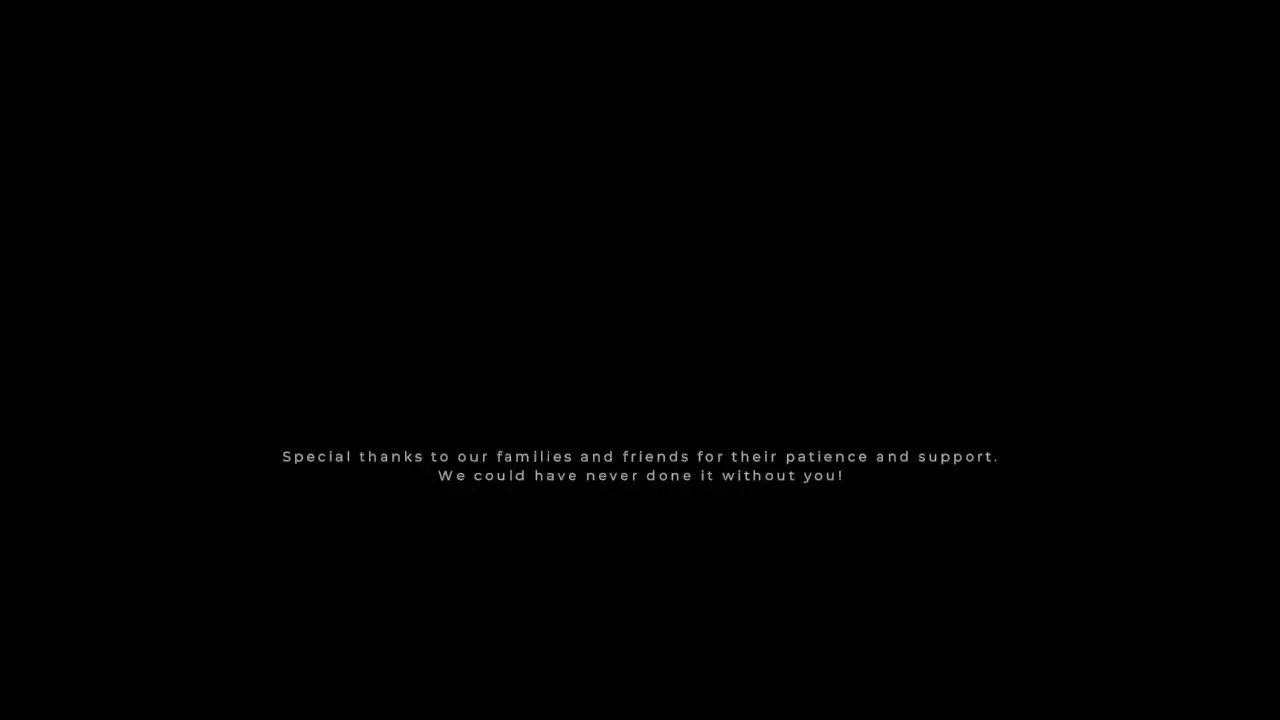 Special thanks to our families and friends for their patience and support.
We could have never done it without you!